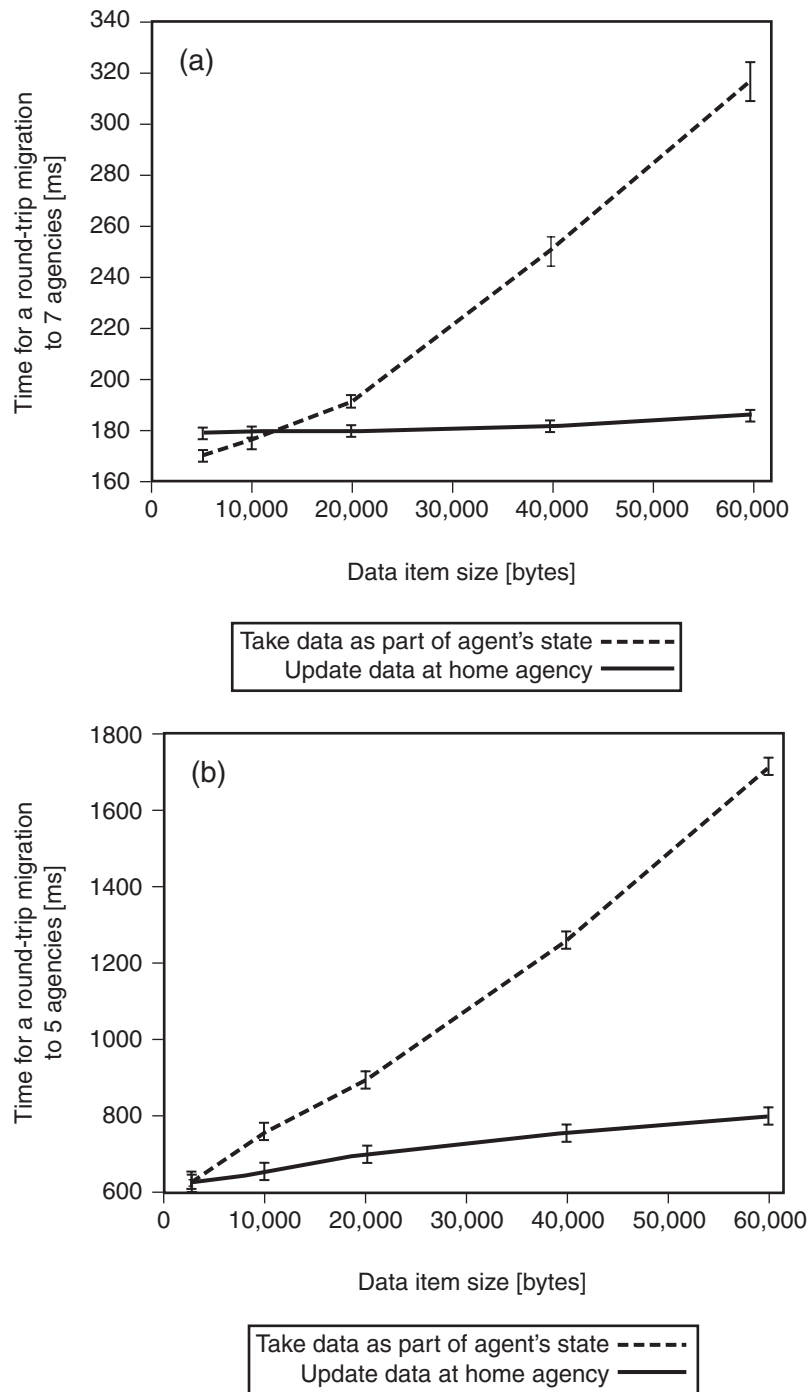 (a)
Time for a round-trip migration
to 7 agencies [ms]
340
320
300
280
260
240
220
200
180
160
0 10,000 20,000 30,000 40,000 50,000 60,000
Data item size [bytes]
Take data as part of agent's state
Update data at home agency
(b)
Time for a round-trip migration
to 5 agencies [ms]
1800
1600
1400
1200
1000
800
600
0 10,000 20,000 30,000 40,000 50,000 60,000
Data item size [bytes]
Take data as part of agent's state
Update data at home agency